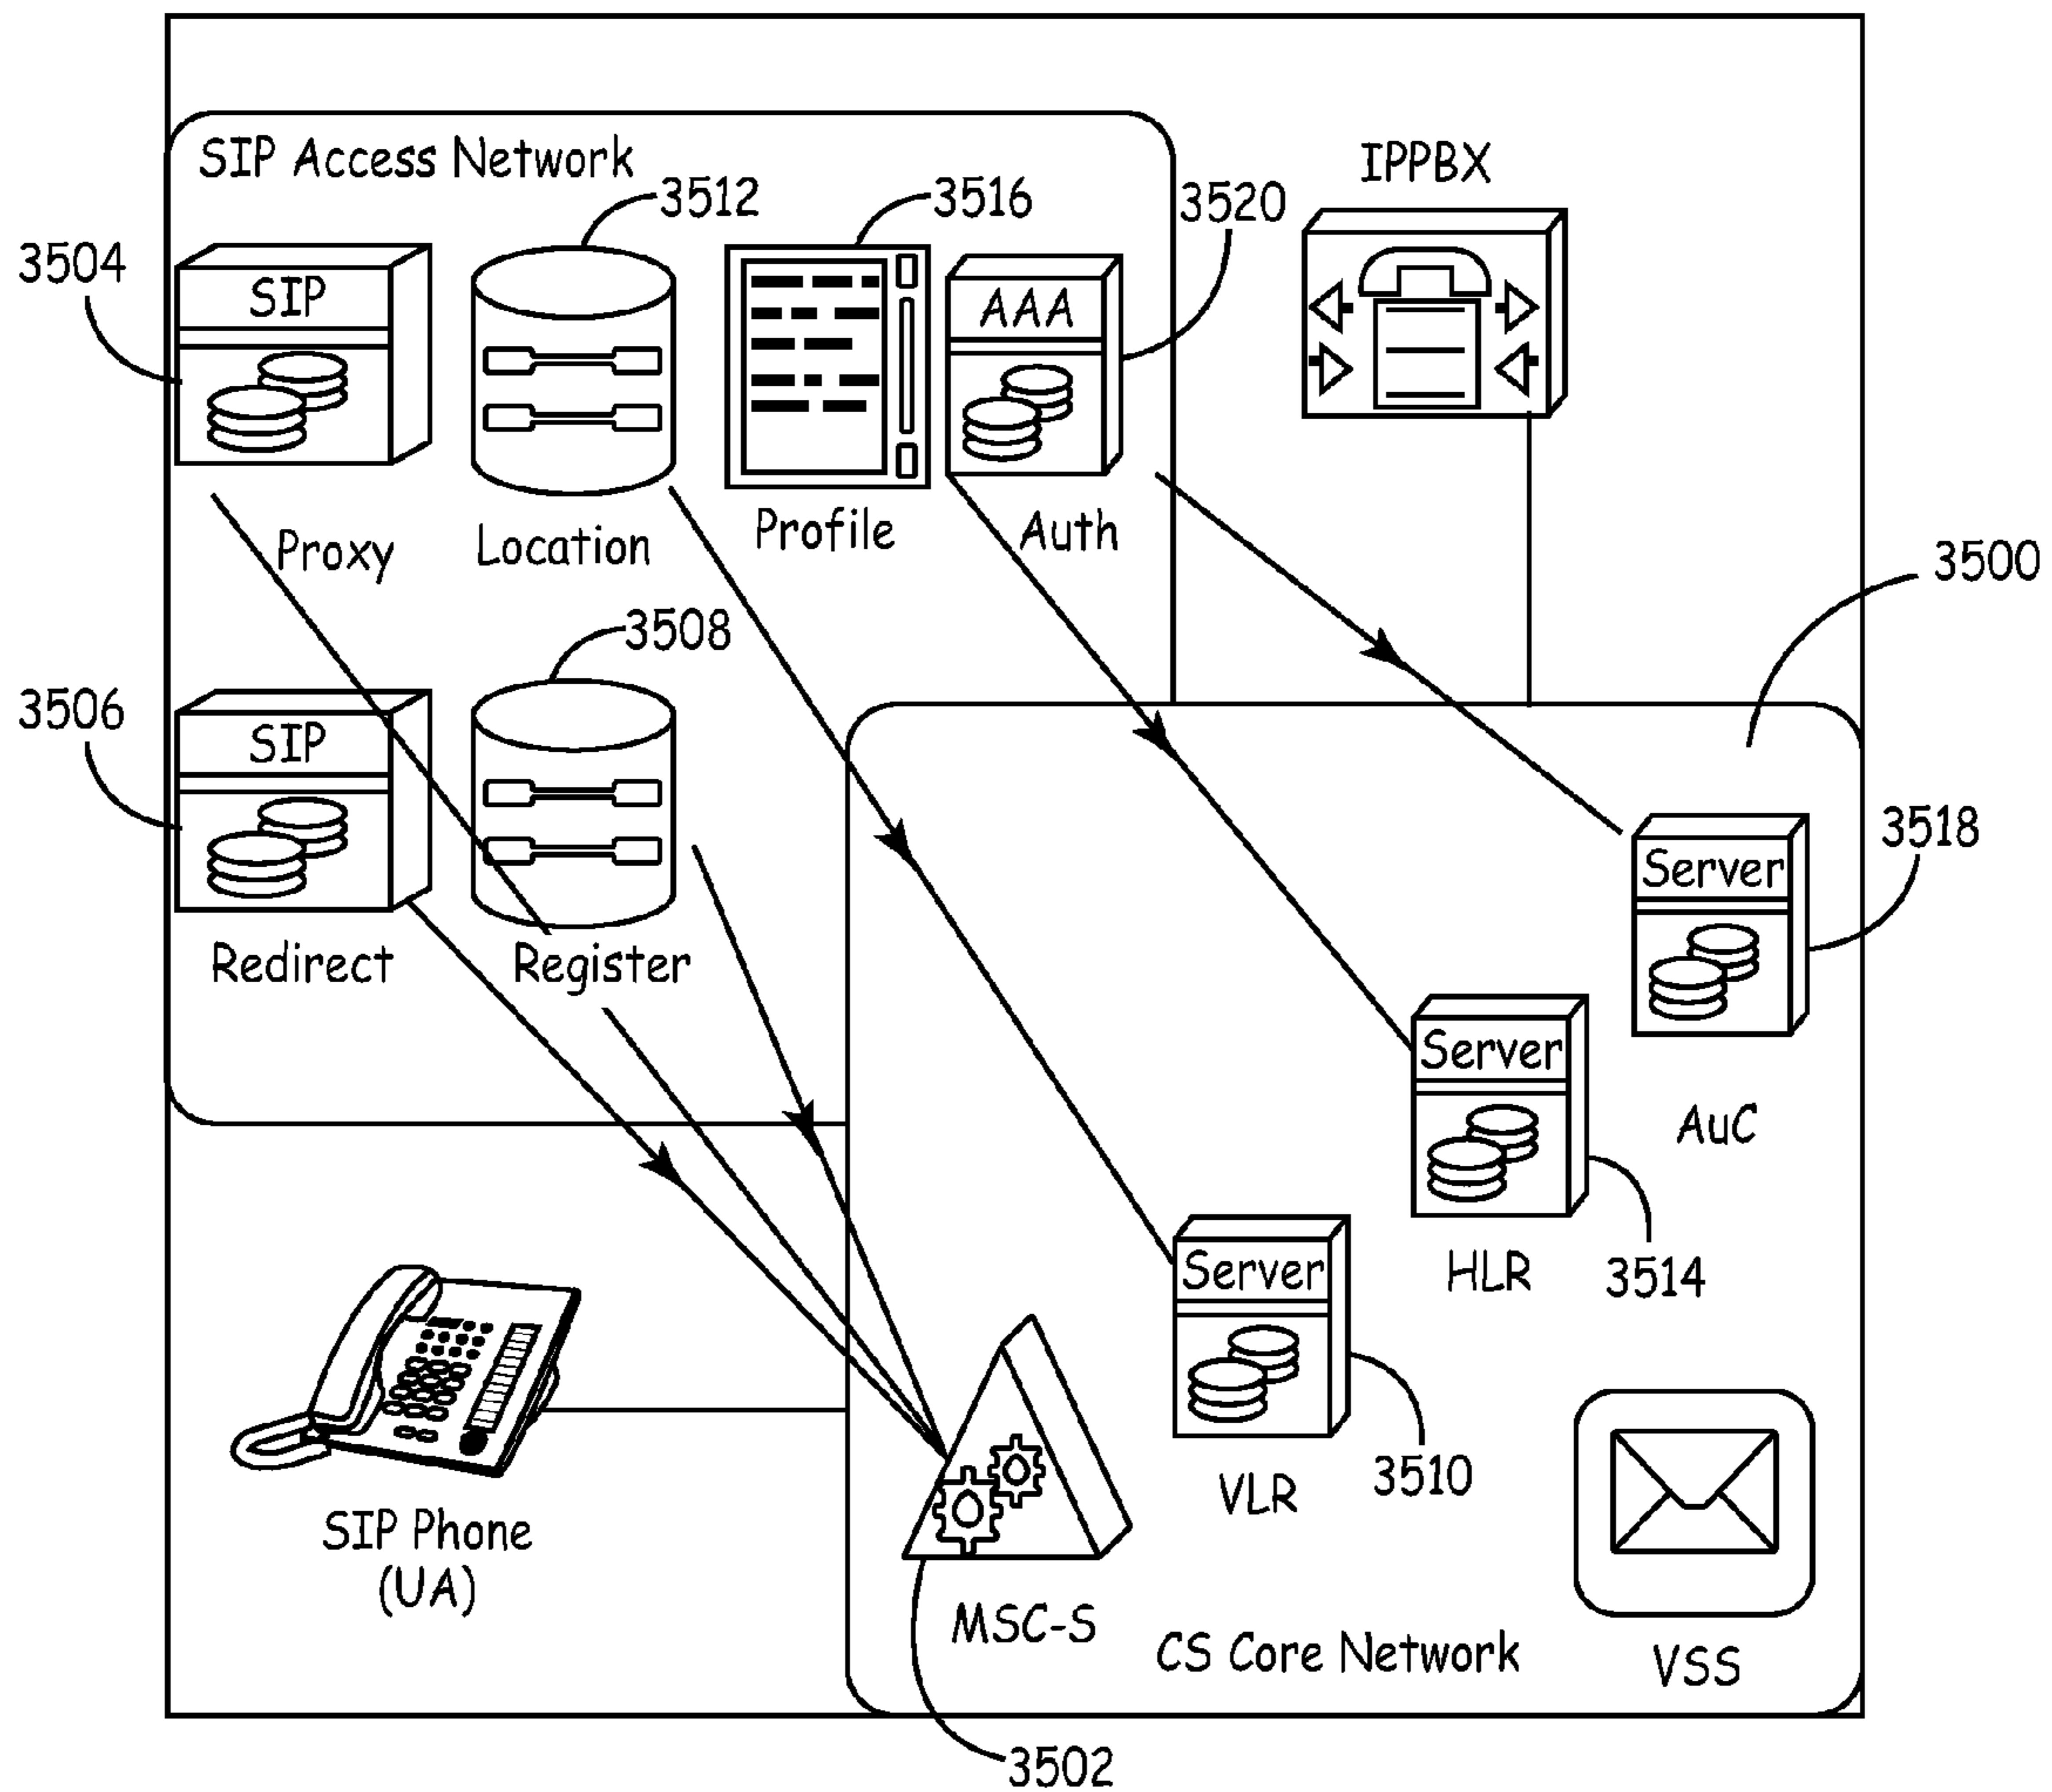 SIP Access Network
IPPBX
3512
3516
3520
3504
SIP
AAA
Proxy
Location
Profile
Auth
3500
3508
3506
SIP
3518
Server
Redirect
Register
Server
AuC
Server
HLR
3514
3510
VLR
SIP Phone
(UA)
MSC-S
CS Core Network
VSS
3502